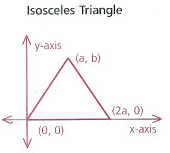 Isosceles Triangle
y-axis
(a, b)
(2a, 0)
(0, 0)
x-axis